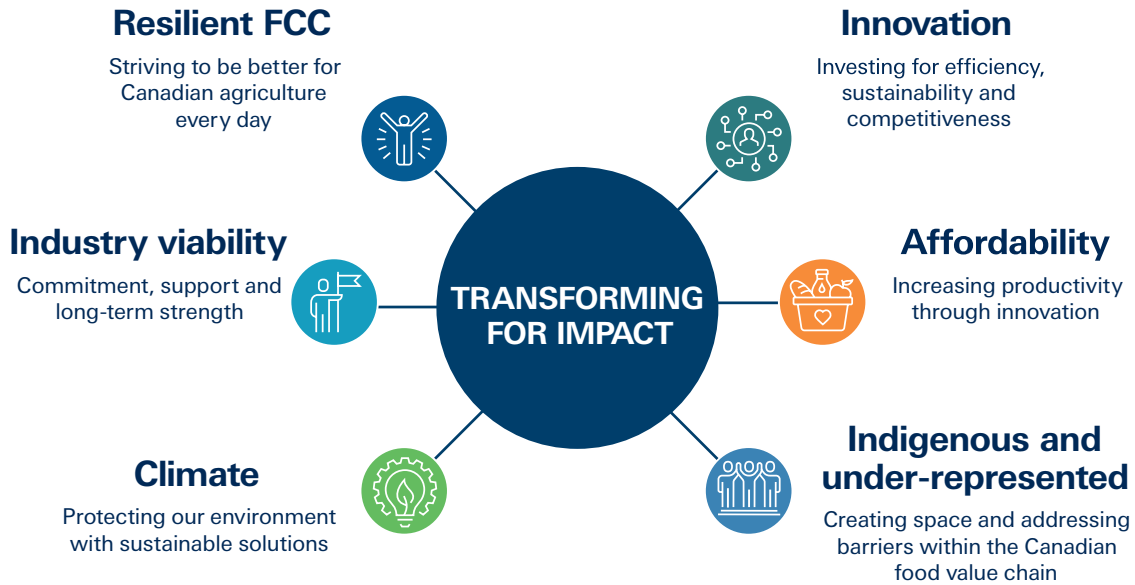 Resilient FCC
Striving to be better for
Canadian agriculture
every day
Innovation
Investing for efficiency,
sustainability and
competitiveness
Industry viability
Commitment, support and
long-term strength
TRANSFORMING
FOR IMPACT
Affordability
Increasing productivity
through innovation
Climate
Protecting our environment
with sustainable solutions
Indigenous and
under-represented
Creating space and addressing
barriers within the Canadian
food value chain